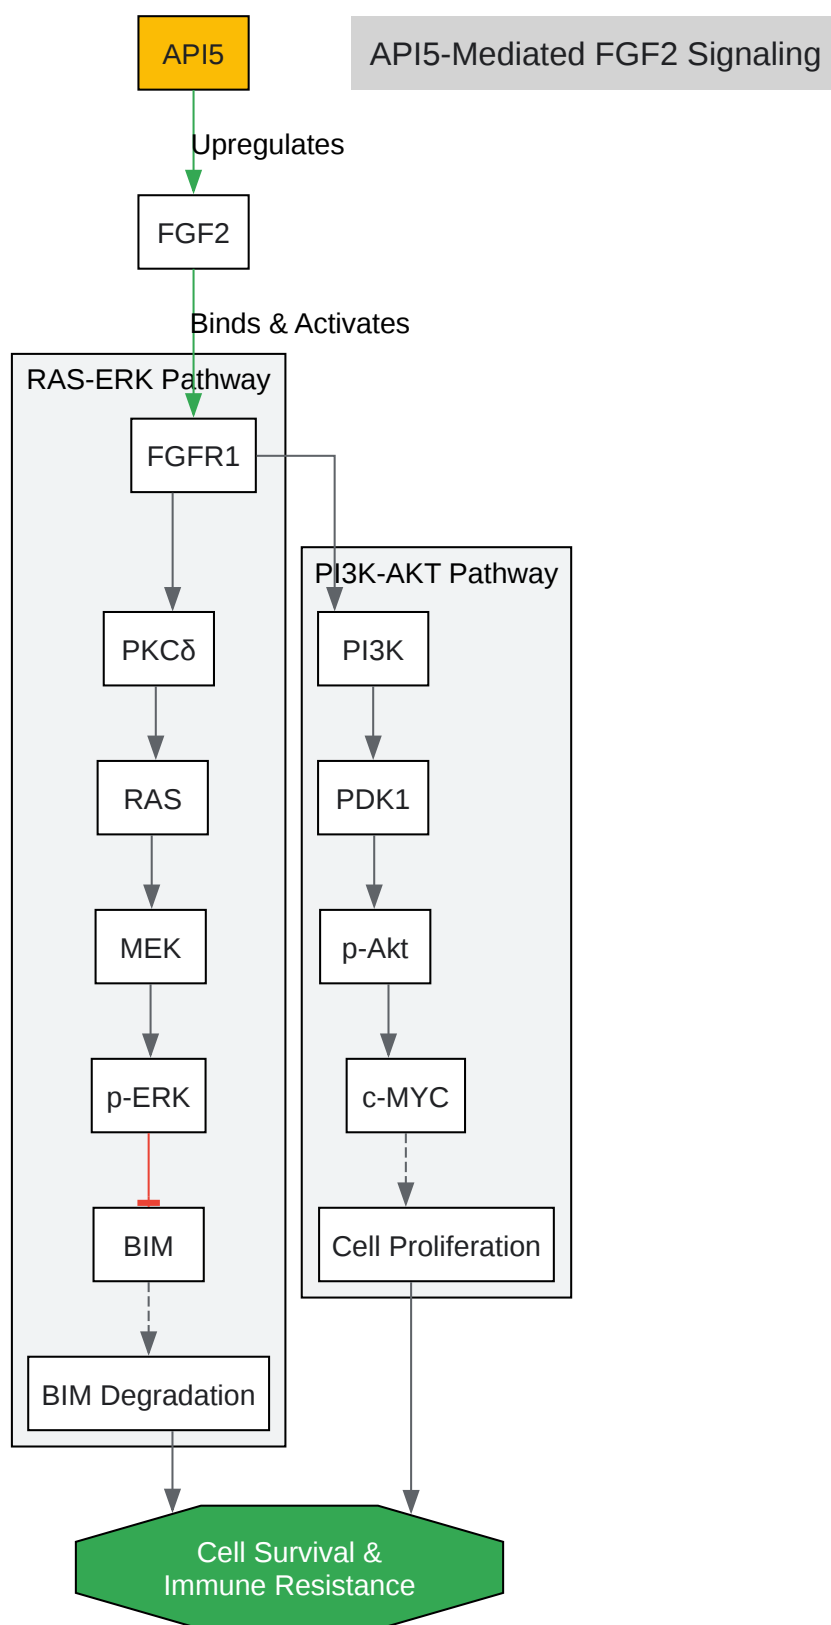 API5
API5-Mediated FGF2 Signaling
Upregulates
FGF2
Binds & Activates
RAS-ERK Pathway
FGFR1
PI3K-AKT Pathway
PKCδ
PI3K
RAS
PDK1
MEK
p-Akt
p-ERK
c-MYC
BIM
Cell Proliferation
BIM Degradation
Cell Survival &
Immune Resistance